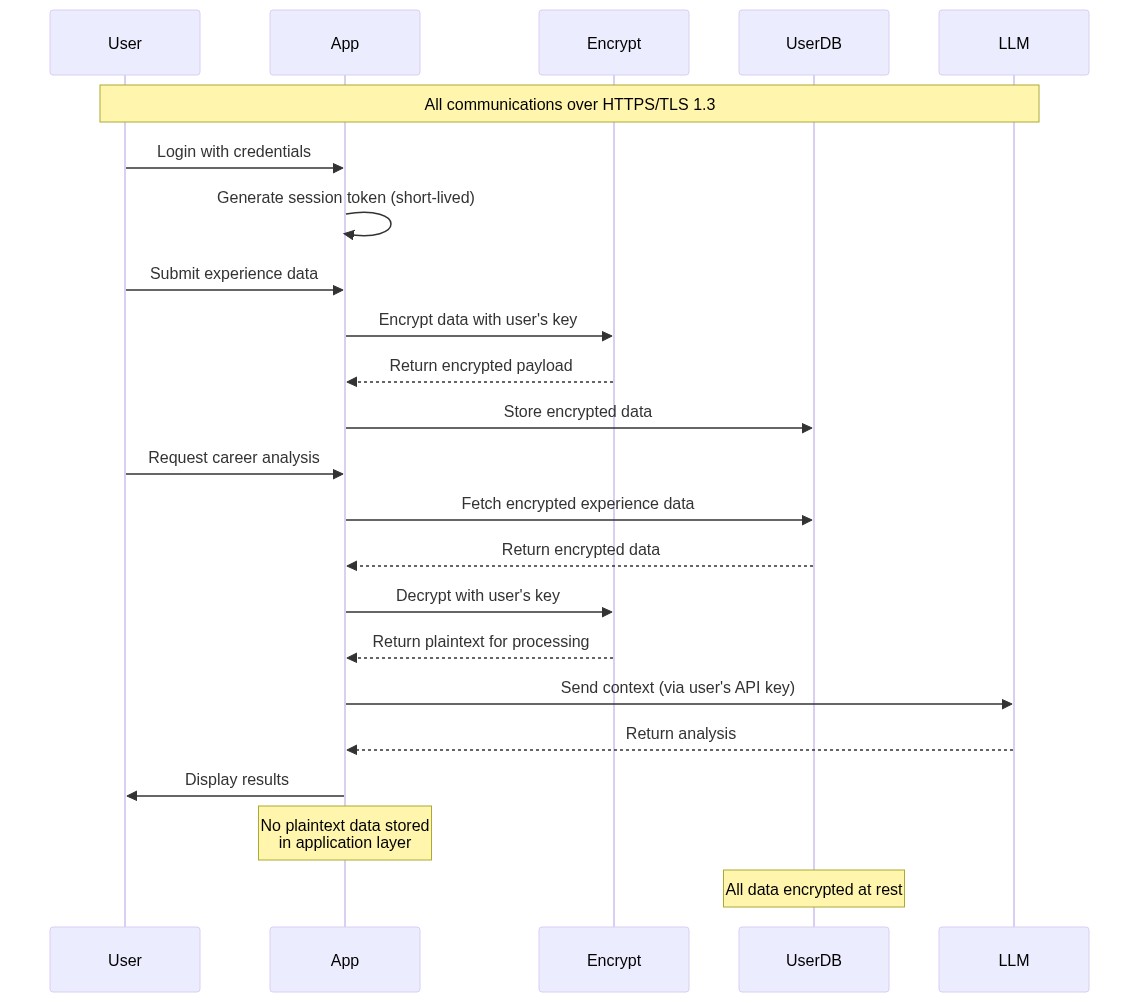 User
App
Encrypt
UserDB
LLM
All communications over HTTPS/TLS 1.3
Login with credentials
Generate session token (short-lived)
Submit experience data
Encrypt data with user's key
Return encrypted payload
Store encrypted data
Request career analysis
Fetch encrypted experience data
Return encrypted data
Decrypt with user's key
Return plaintext for processing
Send context (via user's API key)
Return analysis
Display results
No plaintext data stored
in application layer
All data encrypted at rest
User
App
Encrypt
UserDB
LLM